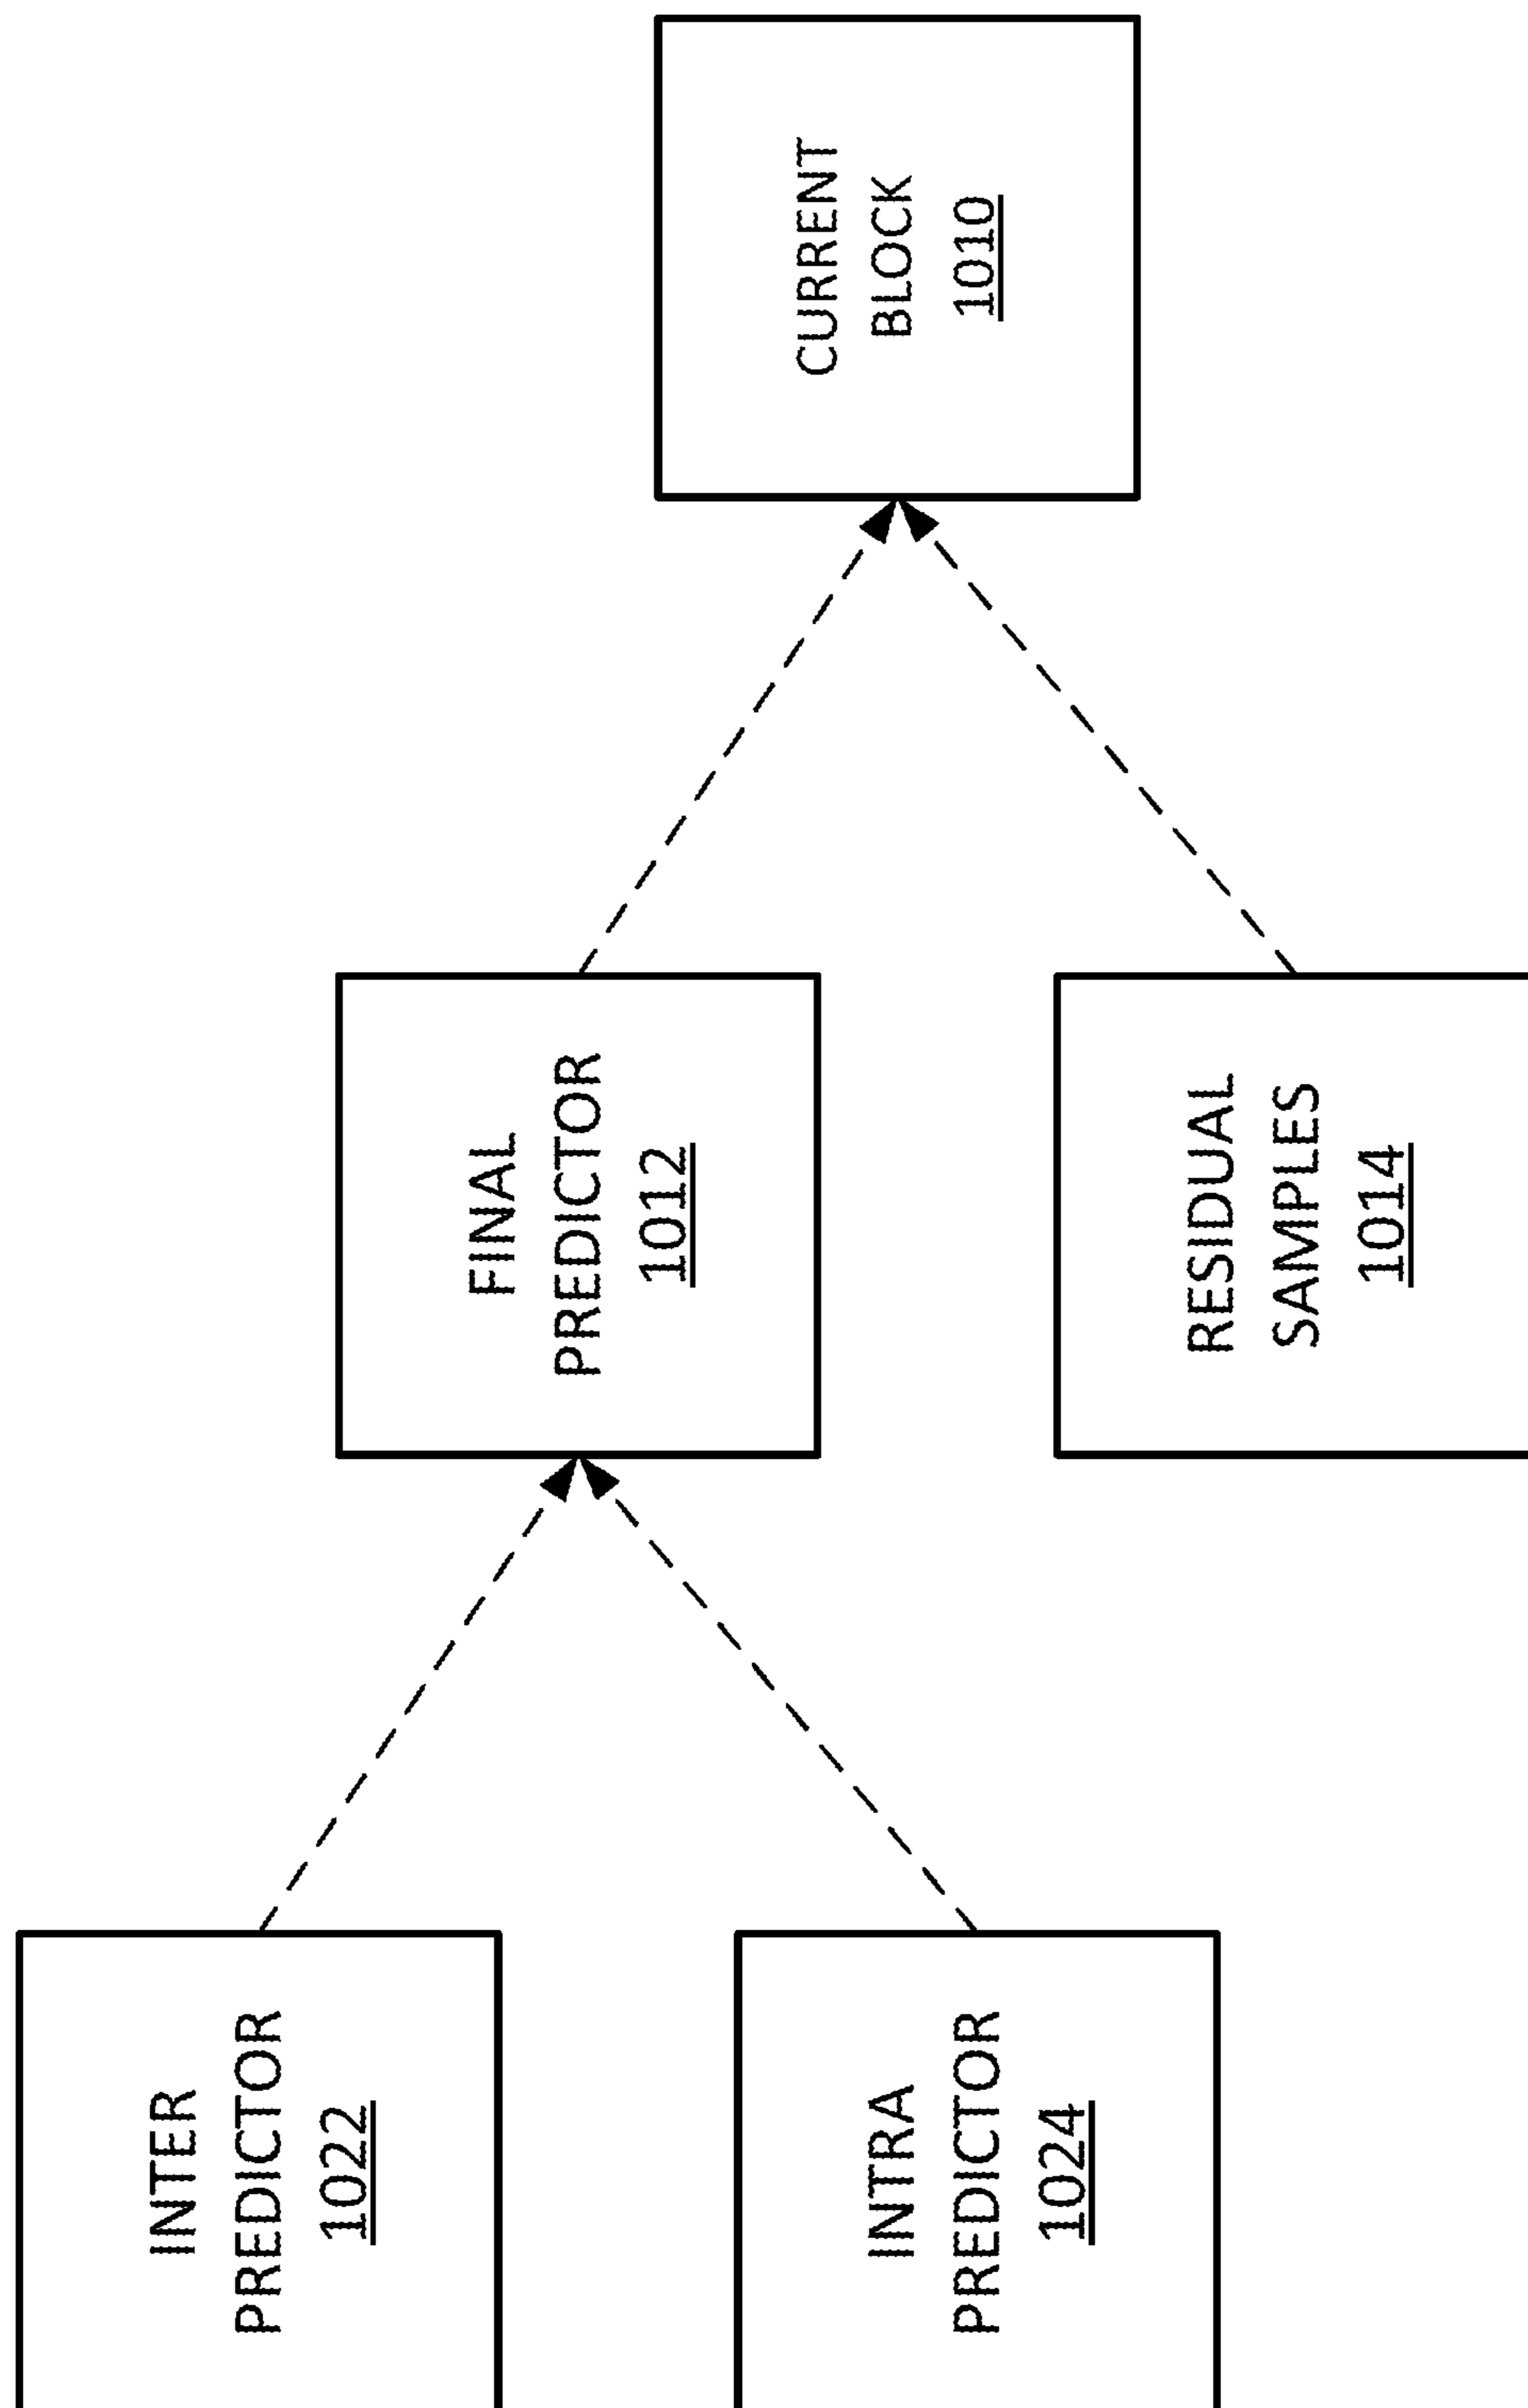 INTER
PREDICTOR
1022
INTRA
PREDICTOR
1024
FINAL
PREDICTOR
1012
RESIDUAL
SAMPLES
1014
CURRENT
BLOCK
1010